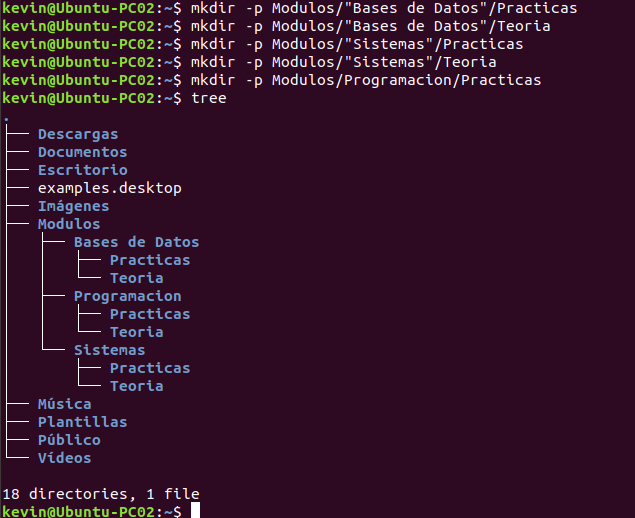 kevin@Ubuntu-PC02:~$ mkdir -p Modulos/"Bases de Datos"/Practicas
kevin@Ubuntu-PC02:~$ mkdir -p Modulos/"Bases de Datos"/Teoria
kevin@Ubuntu-PC02:~$ mkdir -p Modulos/"Sistemas"/Practicas
kevin@Ubuntu-PC02:~$ mkdir -p Modulos/"Sistemas"/Teoria
kevin@Ubuntu-PC02:~$ mkdir -p Modulos/Programacion/Practicas
kevin@Ubuntu-PC02:~$ tree
.
├── Descargas
├── Documentos
├── Escritorio
├── examples.desktop
├── Imágenes
├── Modulos
│   ├── Bases de Datos
│   │   ├── Practicas
│   │   └── Teoria
│   ├── Programacion
│   │   ├── Practicas
│   │   └── Teoria
│   └── Sistemas
│       ├── Practicas
│       └── Teoria
├── Música
├── Plantillas
├── Público
└── Vídeos
18 directories, 1 file
kevin@Ubuntu-PC02:~$